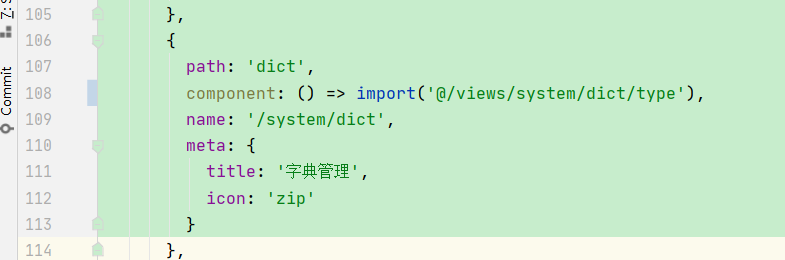 Commit
105 },
106 {
107 path: 'dict',
108 component: () => import('@/views/system/dict/type'),
109 name: '/system/dict',
110 meta: {
111 title: '字典管理',
112 icon: 'zip'
113 }
114 },